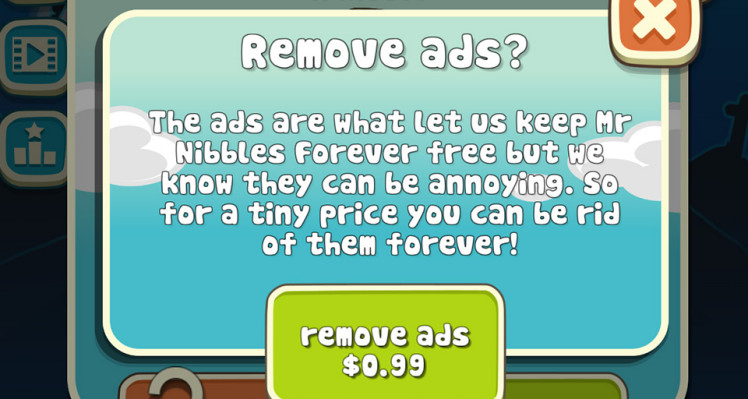 Remove ads?
The ads are what let us keep Mr
Nibbles Forever free but we
know they can be annoying. So
for a tiny price you can be rid
of them forever!
remove ads
$0.99